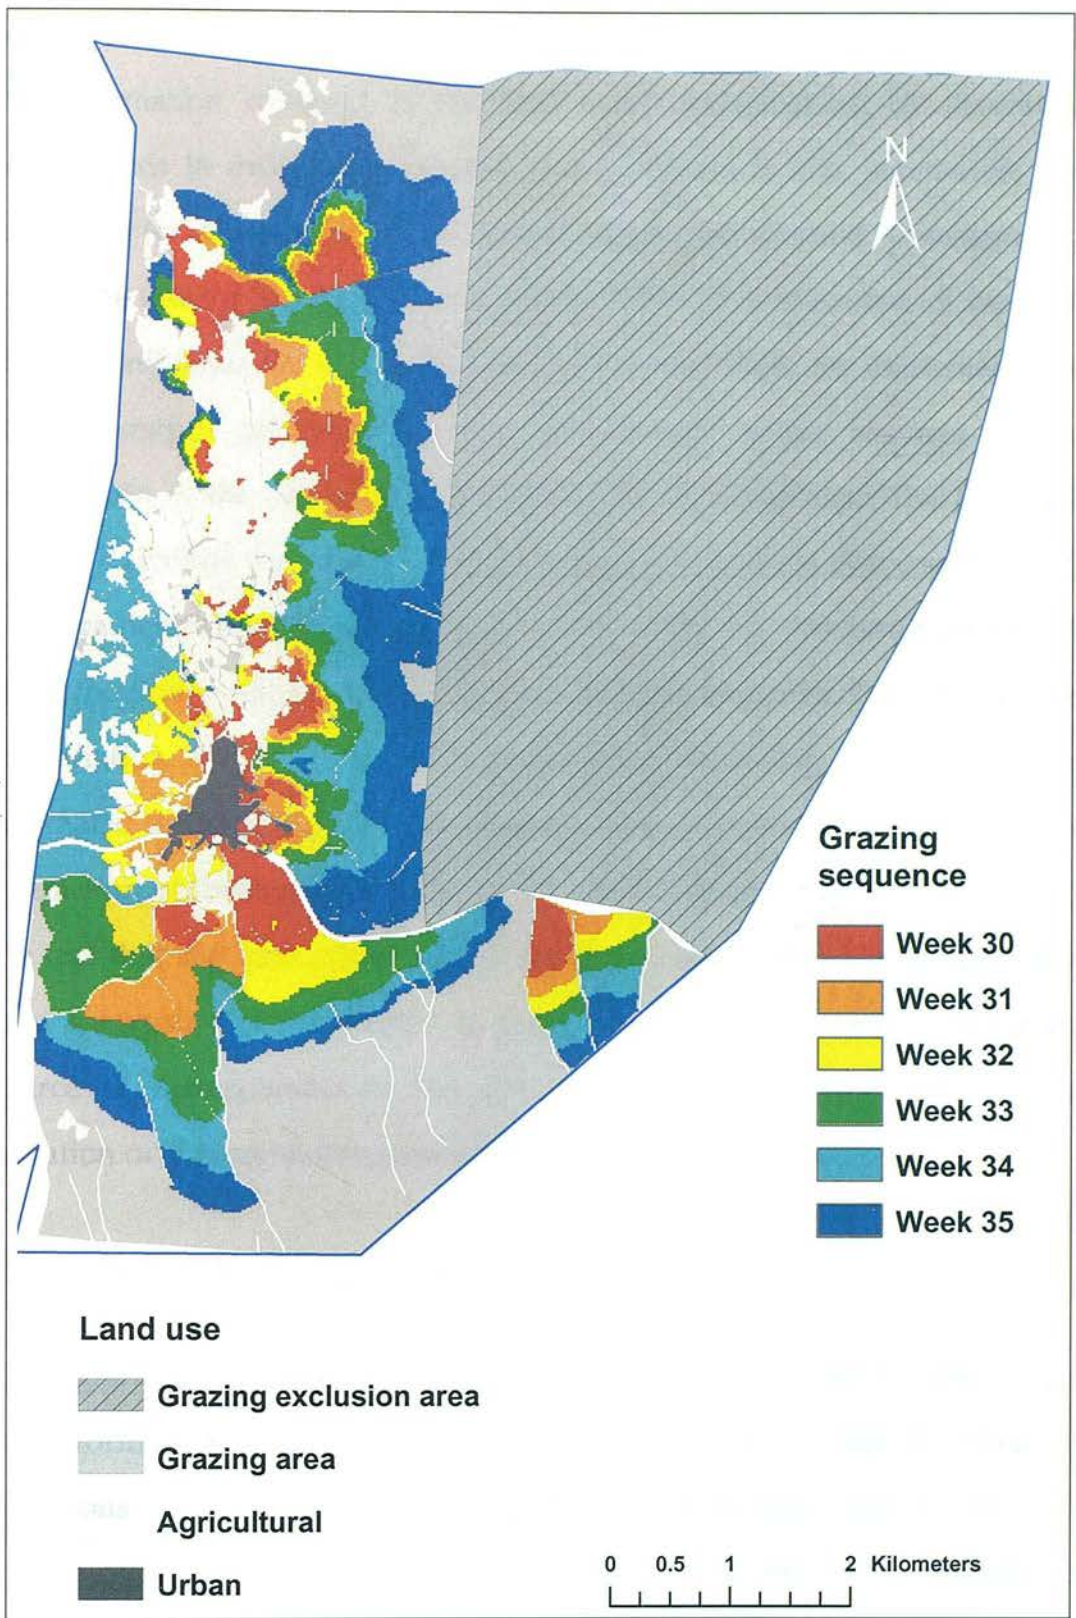 N
Grazing
sequence
Week 30
Week 31
Week 32
Week 33
Week 34
Week 35
Land use
Grazing exclusion area
Grazing area
Agricultural
Urban
0 0.5 1 2 Kilometers